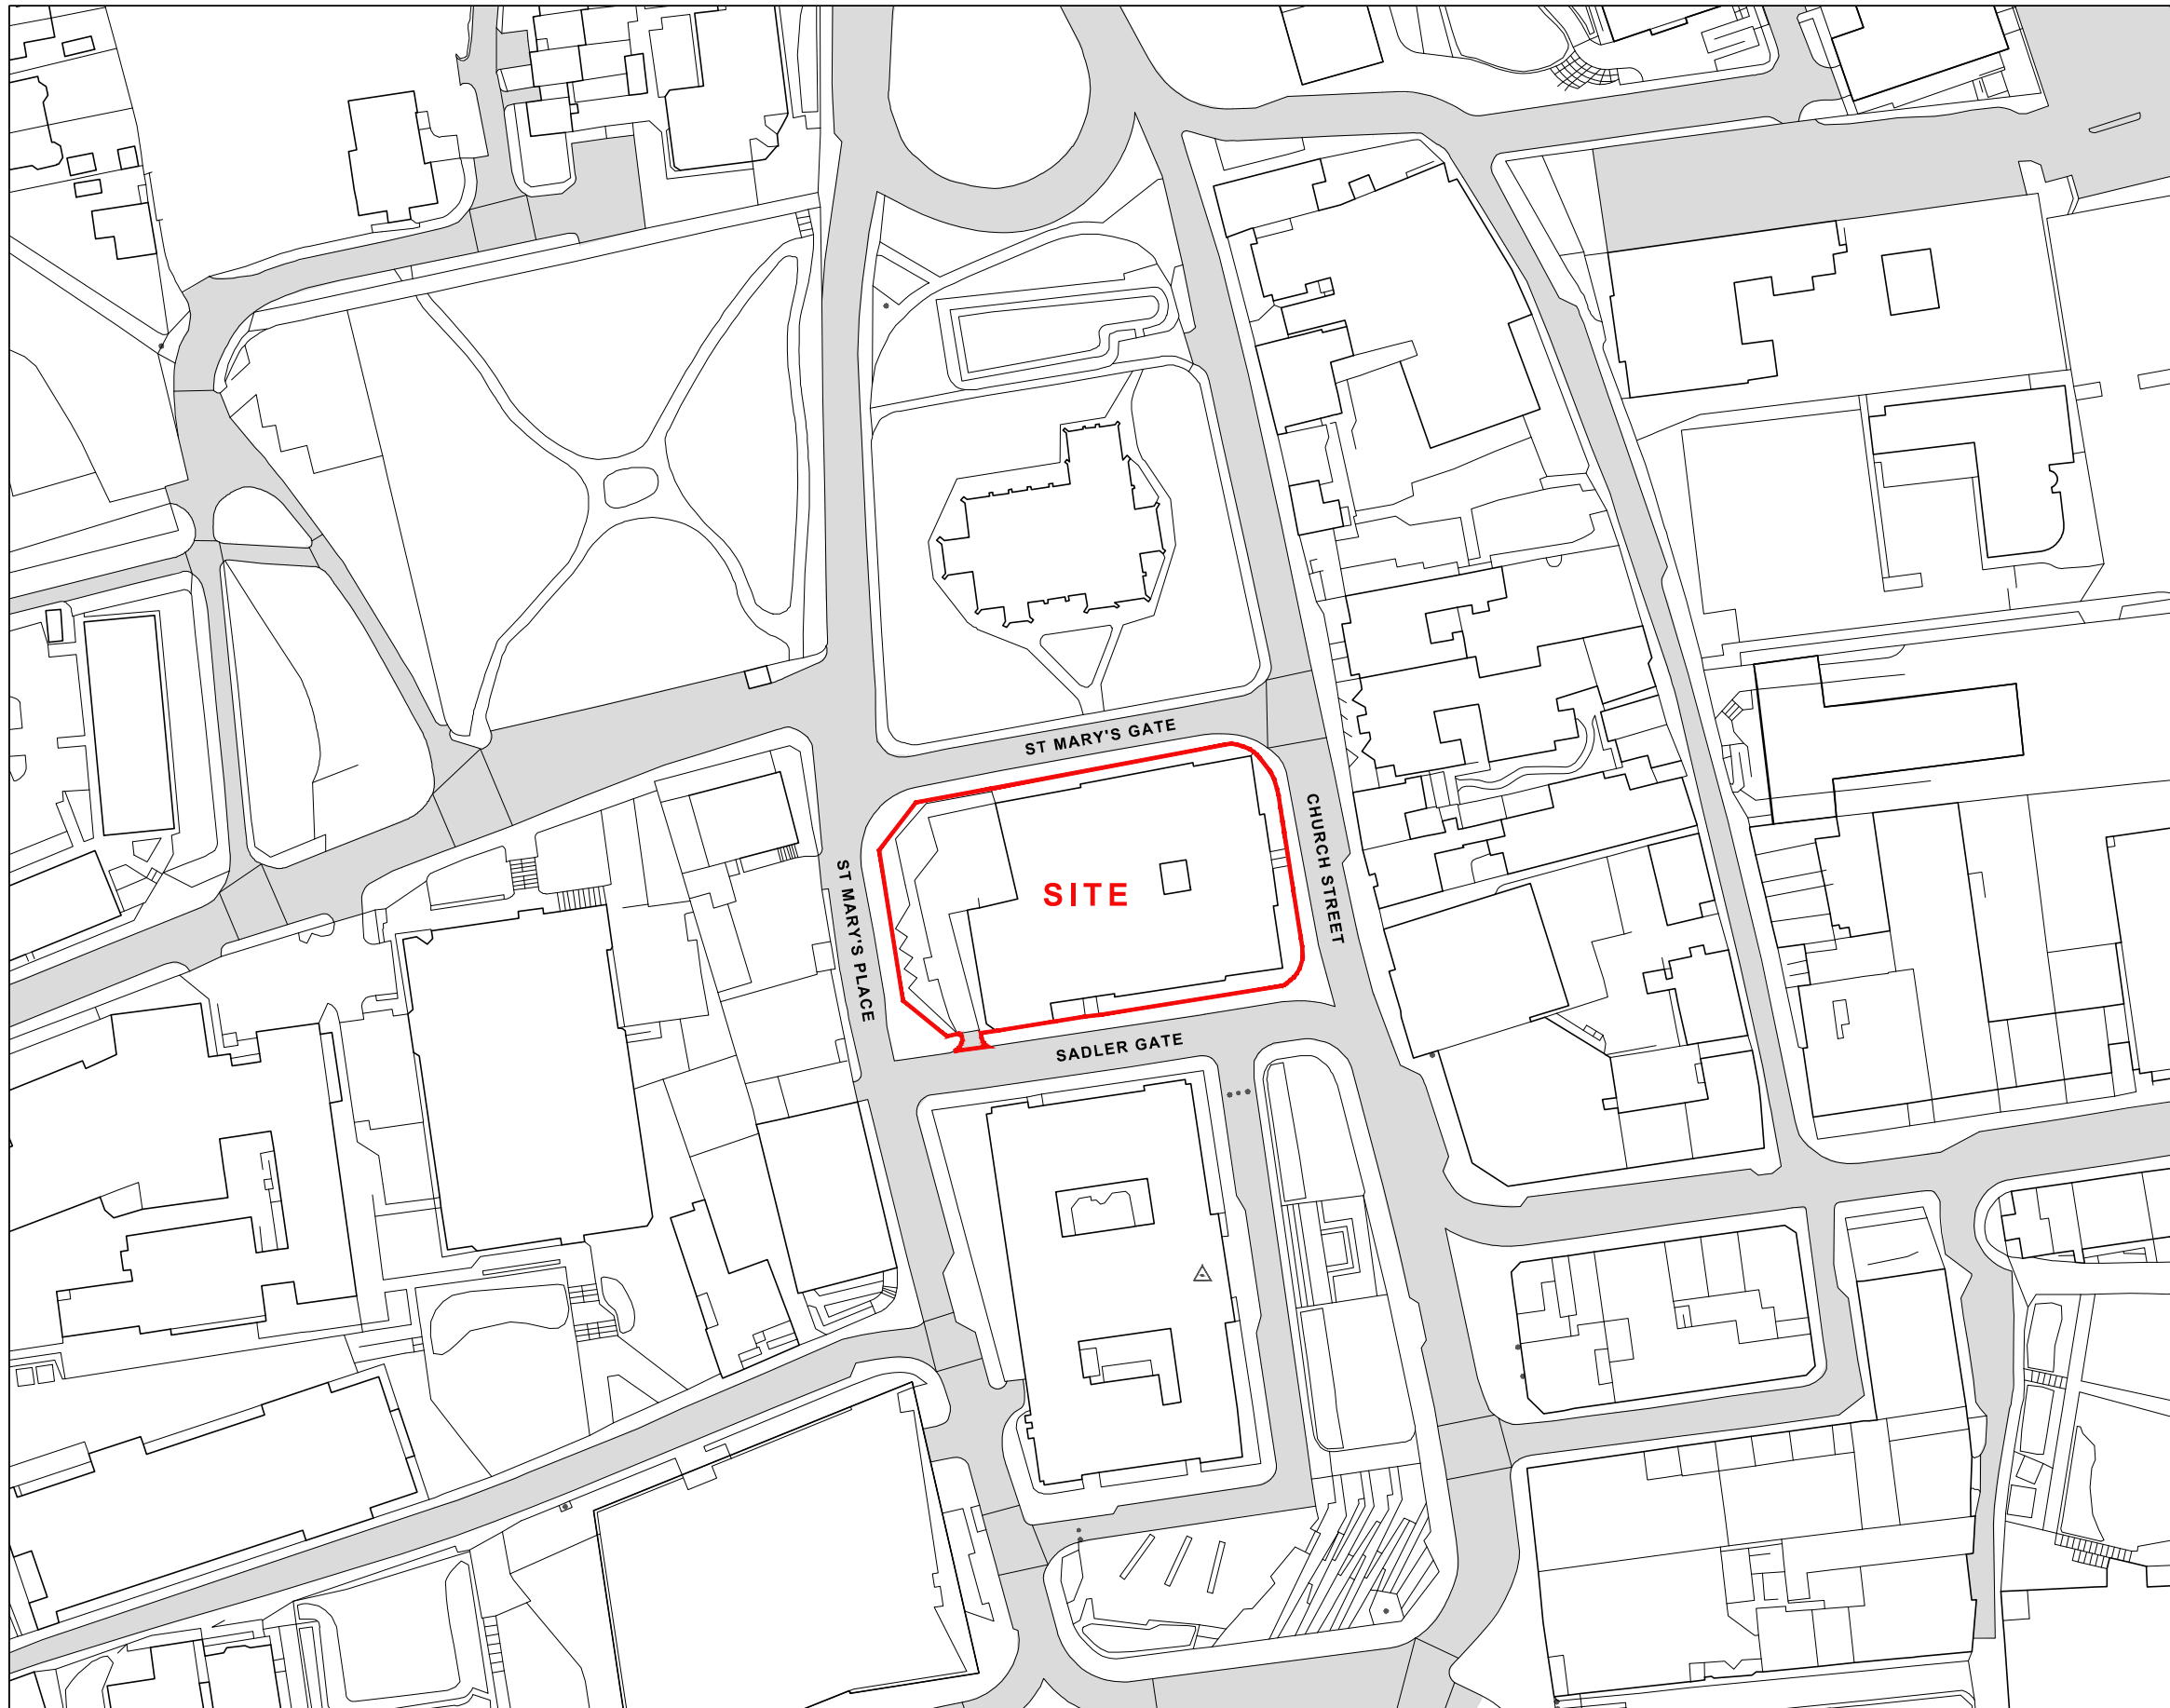 ST MARY'S GATE
CHURCH STREET
SITE
ST MARY'S PLACE
SADLER GATE